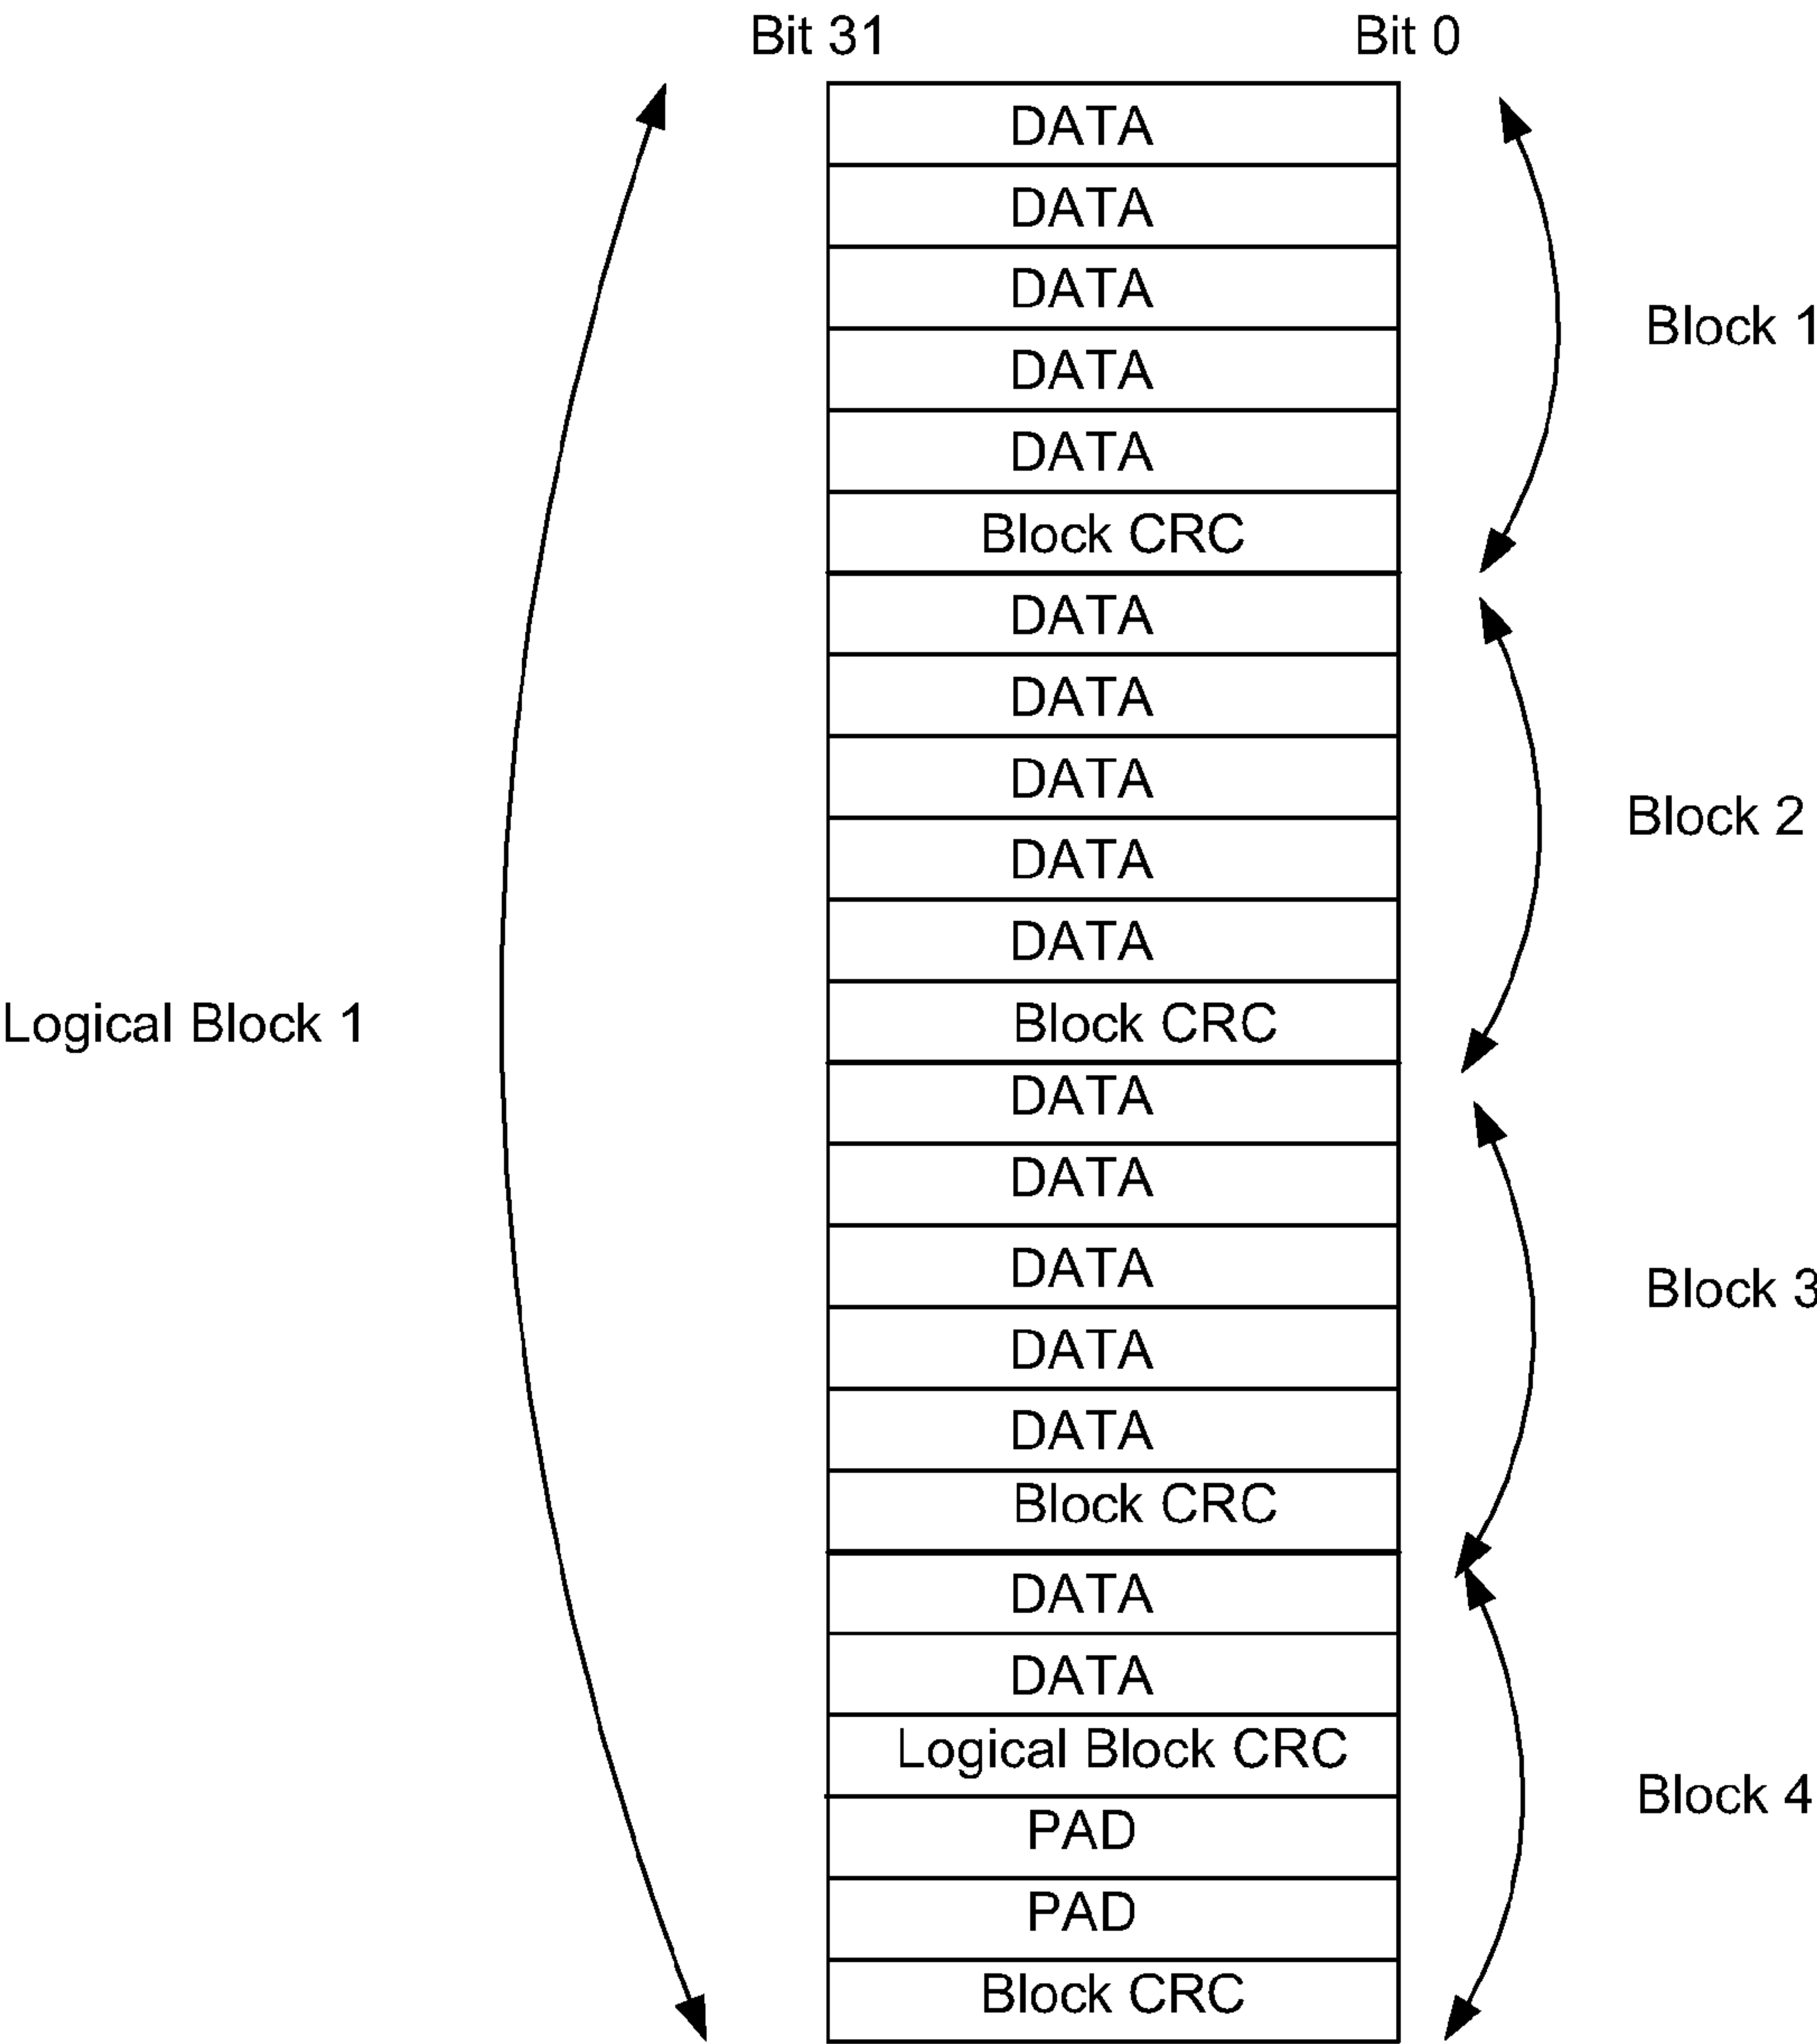 Bit 31 Bit 0
DATA
DATA
DATA
DATA
Block 1
DATA
Block CRC
DATA
DATA
DATA
Block 2
DATA
DATA
Logical Block 1
Block CRC
DATA
DATA
DATA
Block 3
DATA
DATA
Block CRC
DATA
DATA
Logical Block CRC
Block 4
PAD
PAD
Block CRC